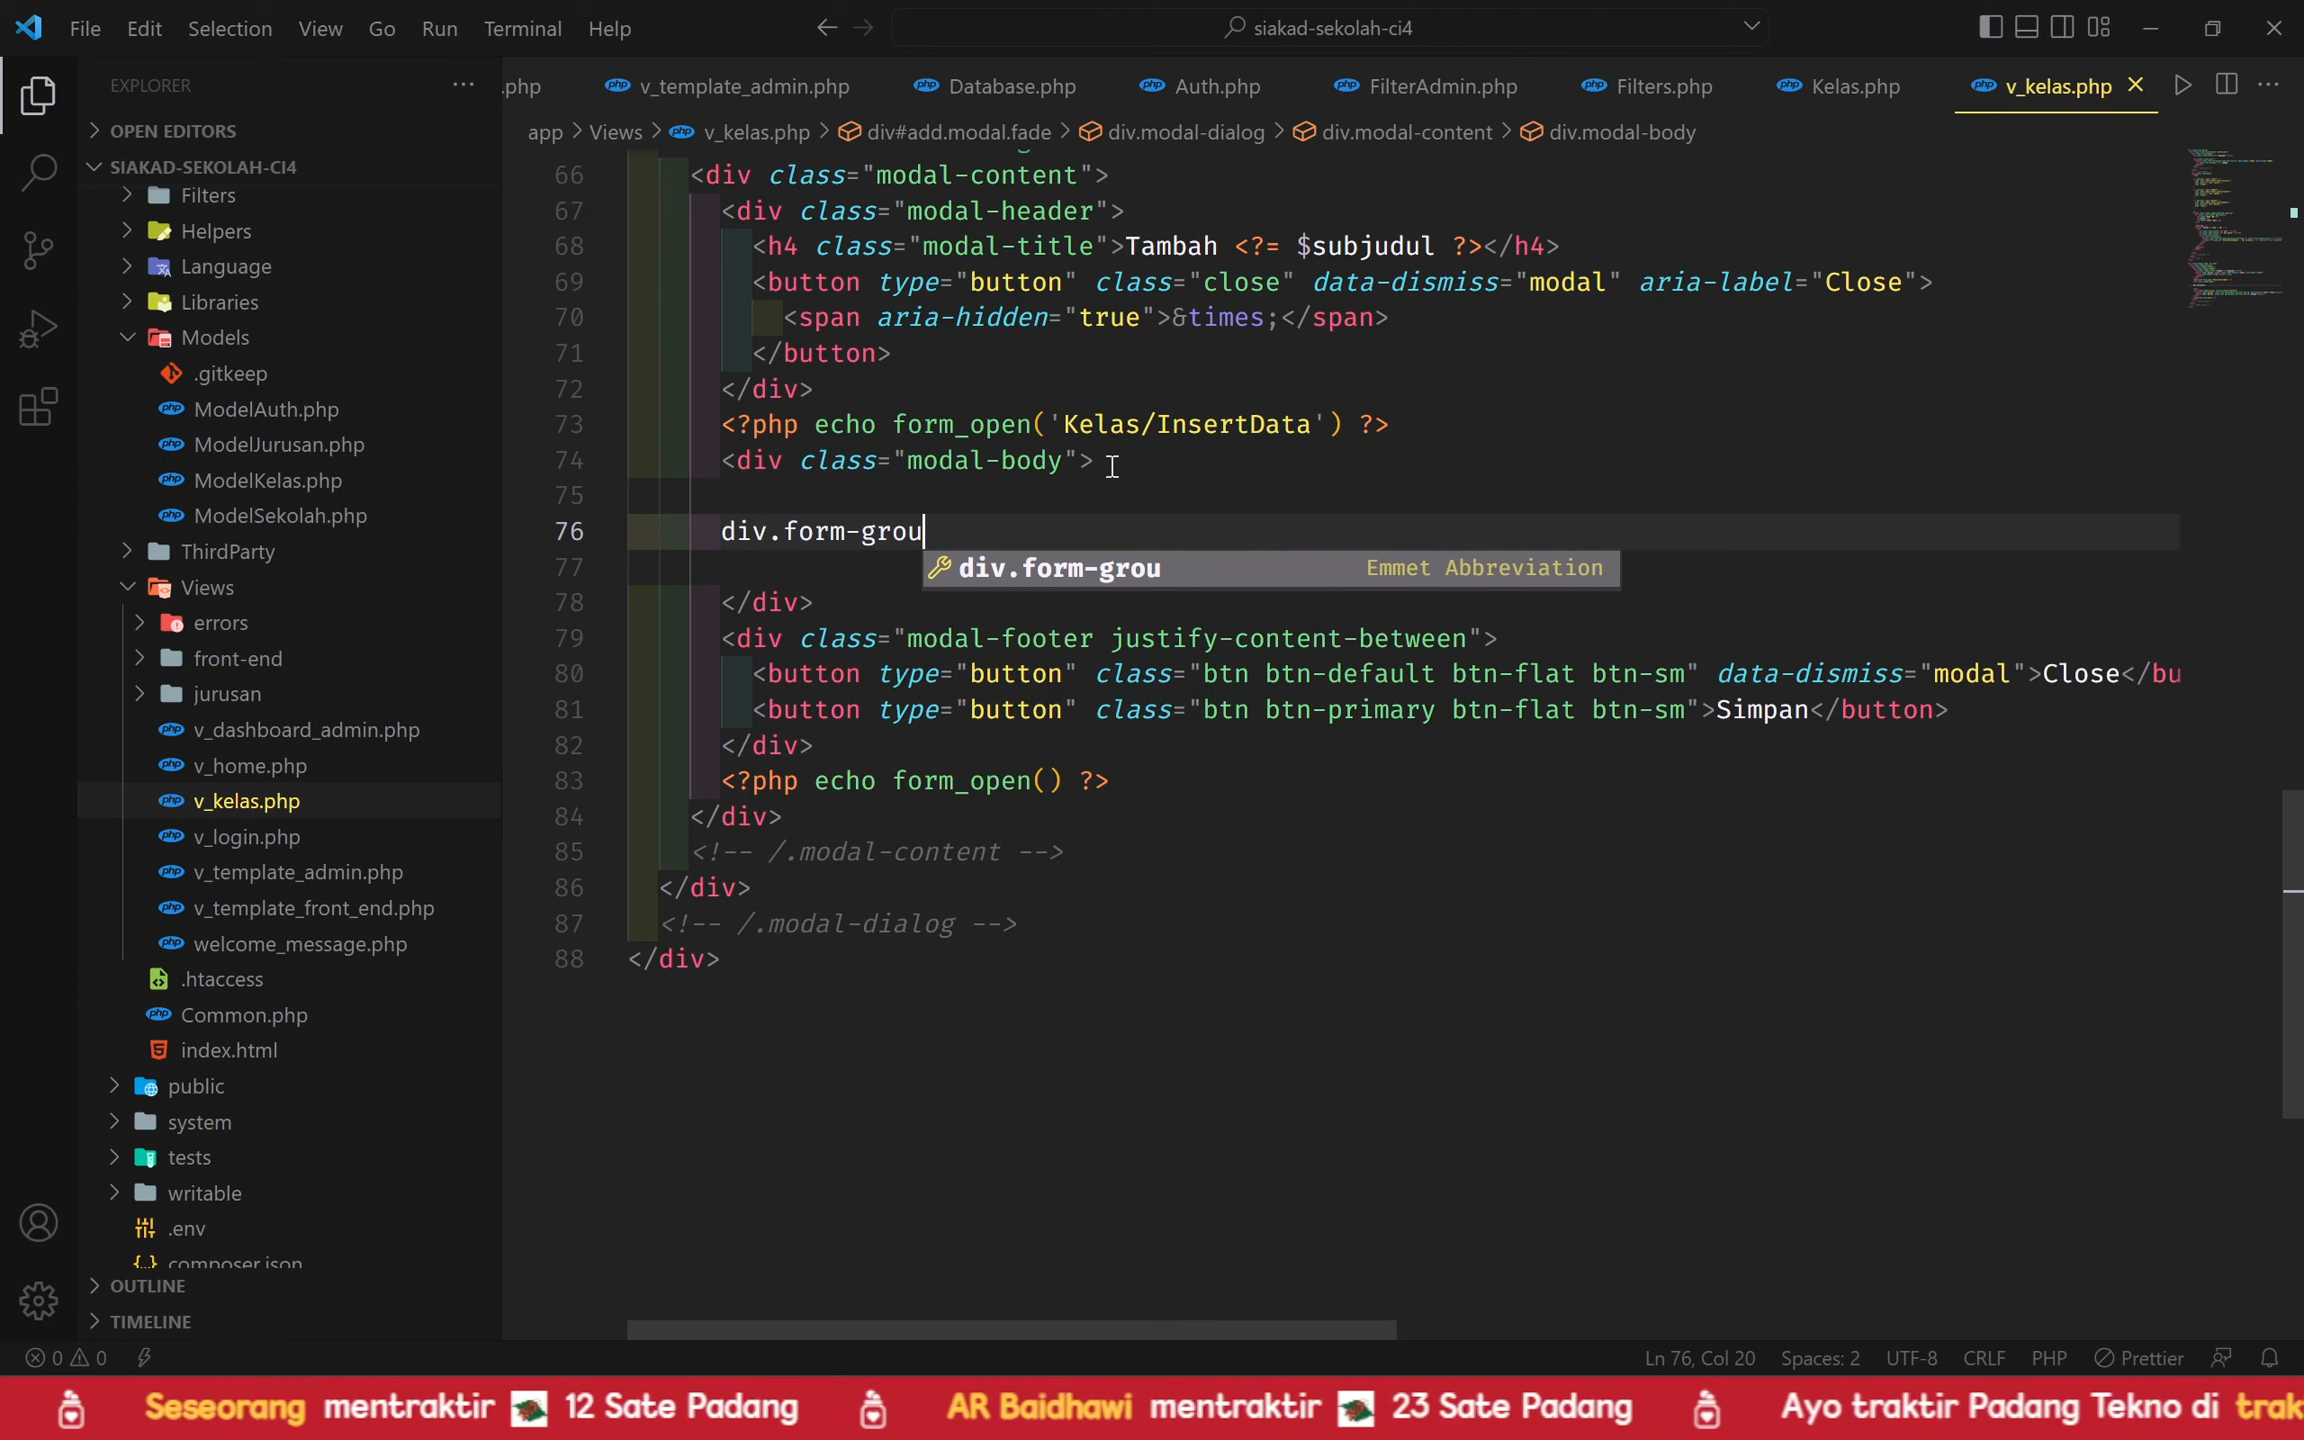 File Edit Selection View Go Run Terminal Help
siakad-sekolah-ci4
EXPLORER
OPEN EDITORS
SIAKAD-SEKOLAH-CI4
Filters
Helpers
Language
Libraries
Models
.gitkeep
ModelAuth.php
ModelJurusan.php
ModelKelas.php
ModelSekolah.php
ThirdParty
Views
errors
front-end
jurusan
v_dashboard_admin.php
v_home.php
v_kelas.php
v_login.php
v_template_admin.php
v_template_front_end.php
welcome_message.php
.htaccess
Common.php
index.html
public
system
tests
writable
.env
composer.json
OUTLINE
TIMELINE
.php v_template_admin.php Database.php Auth.php FilterAdmin.php Filters.php Kelas.php v_kelas.php
app > Views > v_kelas.php > div#add.modal.fade > div.modal-dialog > div.modal-content > div.modal-body
66 <div class="modal-content">
67 <div class="modal-header">
68 <h4 class="modal-title">Tambah <?= $subjudul ?></h4>
69 <button type="button" class="close" data-dismiss="modal" aria-label="Close">
70 <span aria-hidden="true">&times;</span>
71 </button>
72 </div>
73 <?php echo form_open('Kelas/InsertData') ?>
74 <div class="modal-body">
75
76 div.form-grou
77 div.form-grou Emmet Abbreviation
78 </div>
79 <div class="modal-footer justify-content-between">
80 <button type="button" class="btn btn-default btn-flat btn-sm" data-dismiss="modal">Close</bu
81 <button type="button" class="btn btn-primary btn-flat btn-sm">Simpan</button>
82 </div>
83 <?php echo form_open() ?>
84 </div>
85 <!-- /.modal-content -->
86 </div>
87 <!-- /.modal-dialog -->
88 </div>
0 0 Ln 76, Col 20 Spaces: 2 UTF-8 CRLF PHP Prettier
Seseorang mentraktir 12 Sate Padang AR Baidhawi mentraktir 23 Sate Padang Ayo traktir Padang Tekno di trak